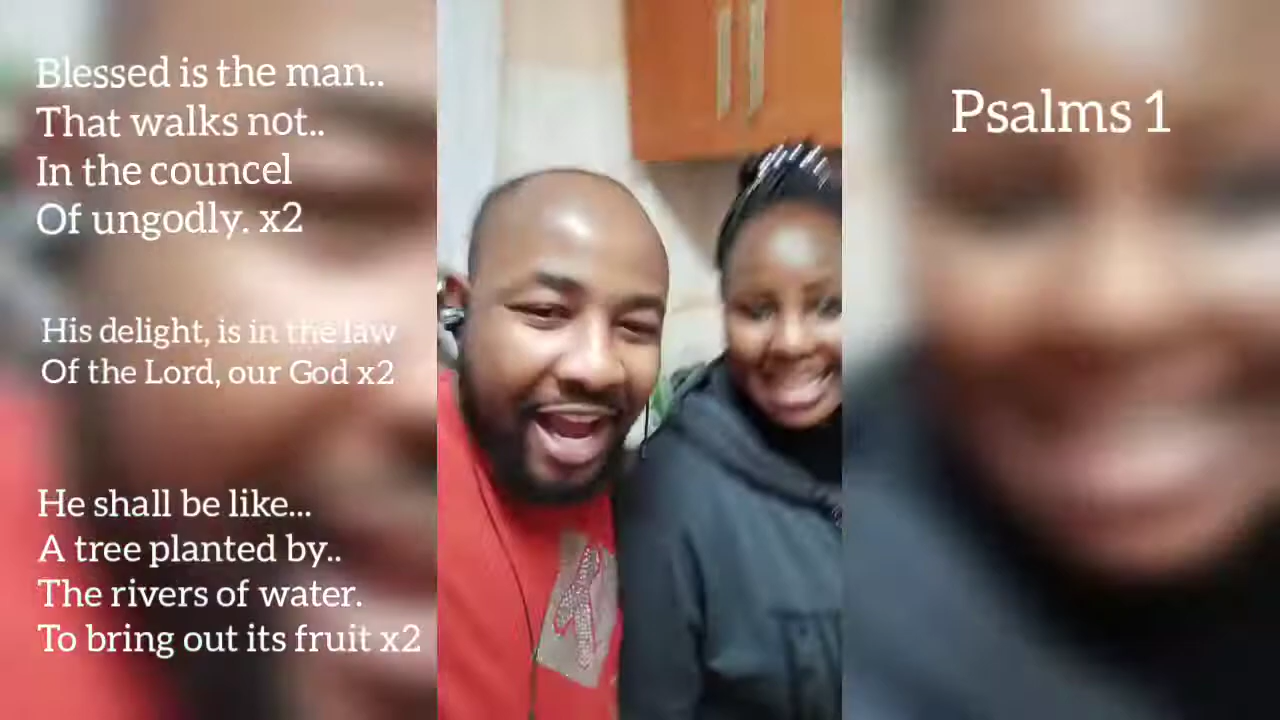 Blessed is the man..
That walks not..
In the councel
Of ungodly. x2
His delight, is in the law
Of the Lord, our God x2
He shall be like...
A tree planted by..
The rivers of water.
To bring out its fruit x2
Psalms 1